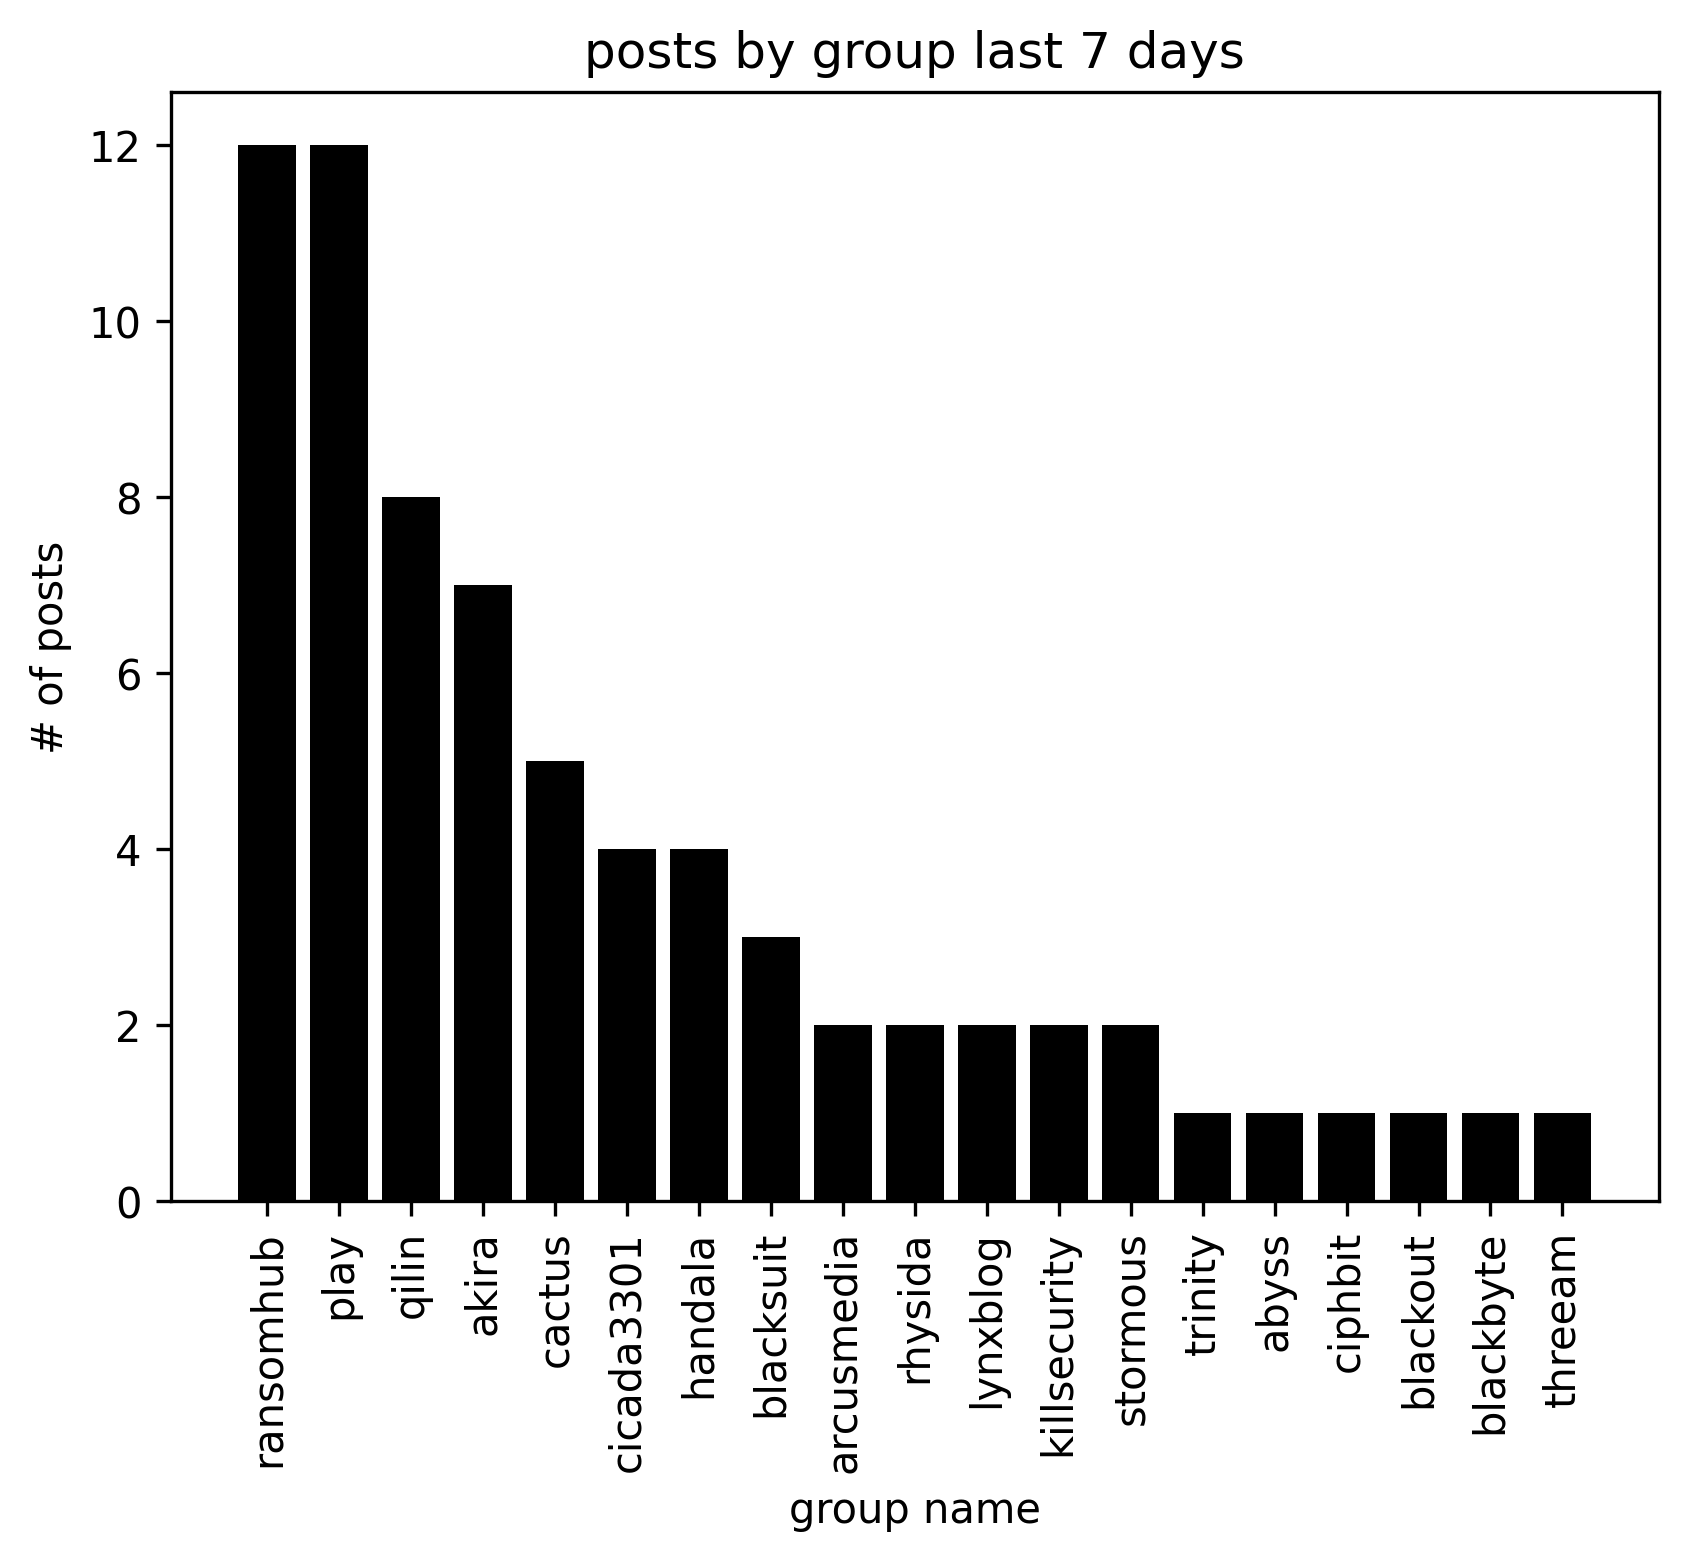 posts by group last 7 days
# of posts
12
10
8
6
4
2
0
ransomhub
play
qilin
akira
cactus
cicada3301
handala
blacksuit
arcusmedia
rhysida
lynxblog
killsecurity
stormous
trinity
abyss
ciphbit
blackout
blackbyte
threeam
group name